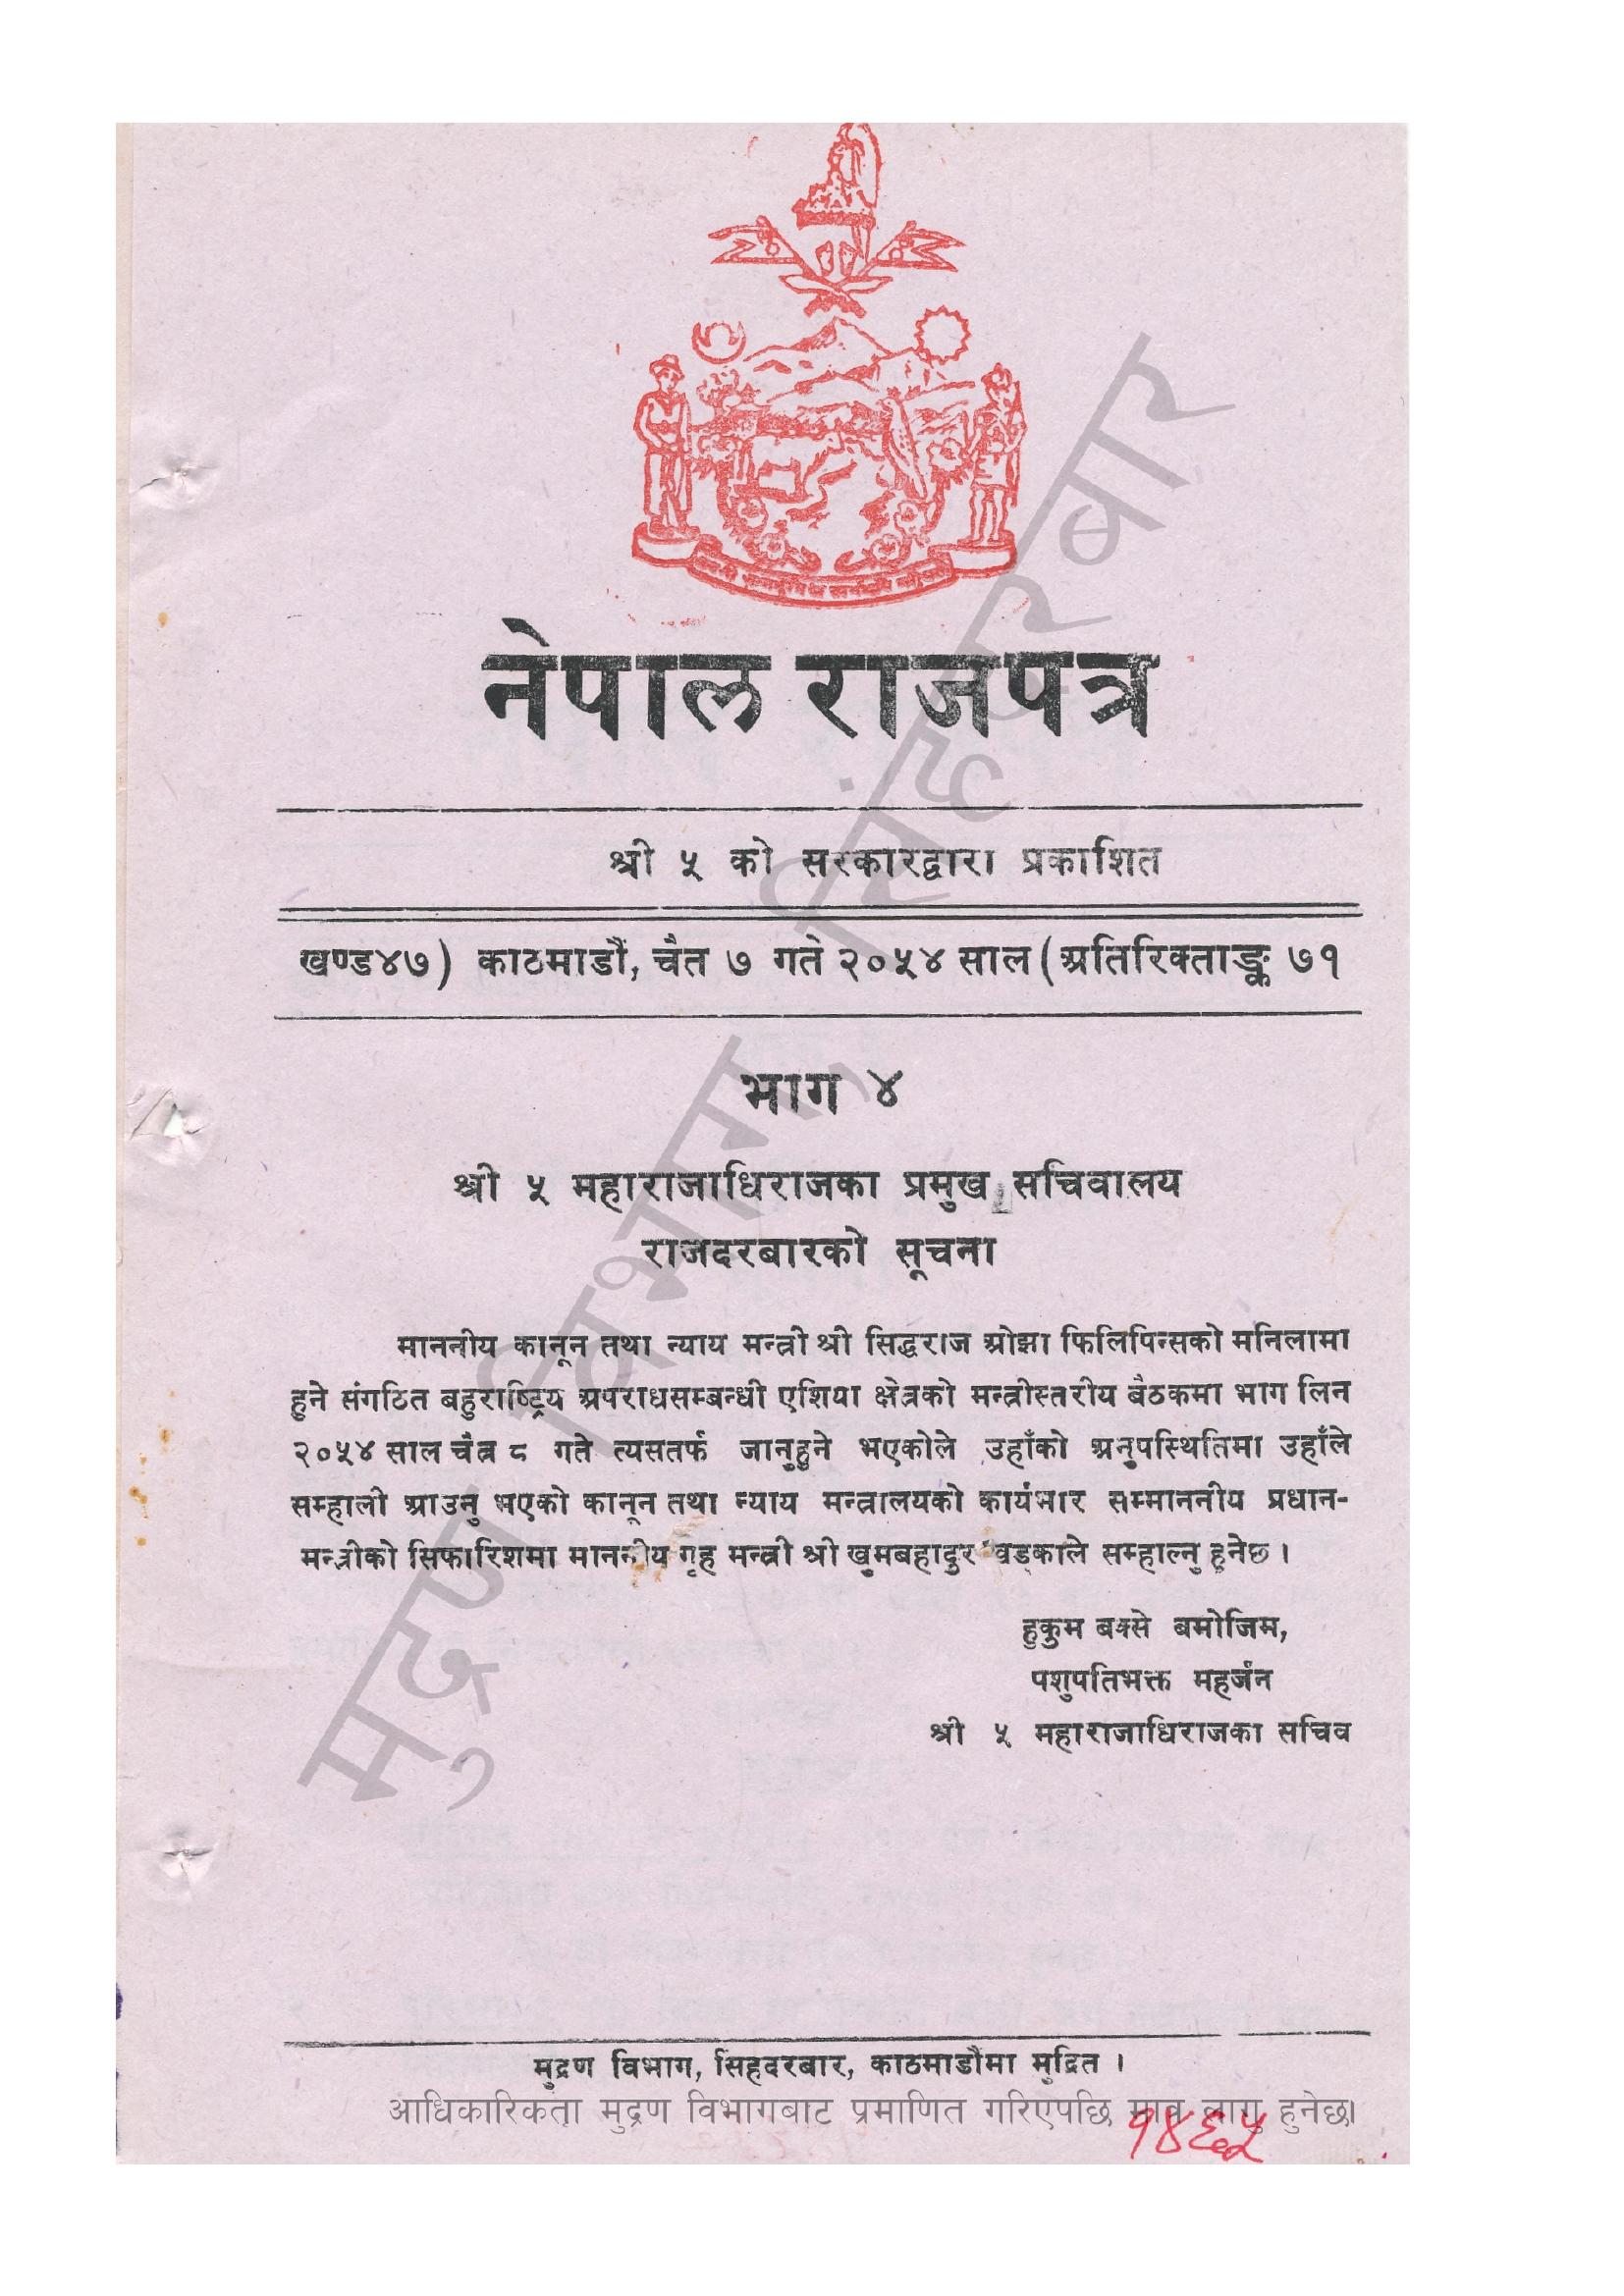 नेपाल राजपत्र
श्री ५ को सरकारद्वारा प्रकाशित
खण्ड४७) काठमाडौं, चैत ७ गते २०५४ साल (अतिरिक्ताङ्क ७१
भाग ४
श्री ५ महाराजाधिराजका प्रमुख सचिवालय
राजदरबारको सूचना
माननीय कानून तथा न्याय मन्त्री श्री सिद्धराज ओझा फिलिपिन्सको मनिलामा
हुने संगठित बहुराष्ट्रिय अपराधसम्बन्धी एशिया क्षेत्रको मन्त्रीस्तरीय बैठकमा भाग लिन
२०५४ साल चैत्र ८ गते त्यसतर्फ जानुहुने भएकोले उहाँको अनुपस्थितिमा उहाँले
सम्हाली आउनु भएको कानून तथा न्याय मन्त्रालयको कार्यभार सम्माननीय प्रधान-
मन्त्रीको सिफारिशमा माननीय गृह मन्त्री श्री खुमबहादुर खड्काले सम्हाल्नु हुनेछ ।
हुकुम बक्से बमोजिम,
पशुपतिभक्त महर्जन
श्री ५ महाराजाधिराजका सचिव
मुद्रण विभाग, सिंहदरबार
मुद्रण विभाग, सिंहदरबार, काठमाडौंमा मुद्रित ।
आधिकारिकता मुद्रण विभागबाट प्रमाणित गरिएपछि मात्र लागु हुनेछ।
१४६५